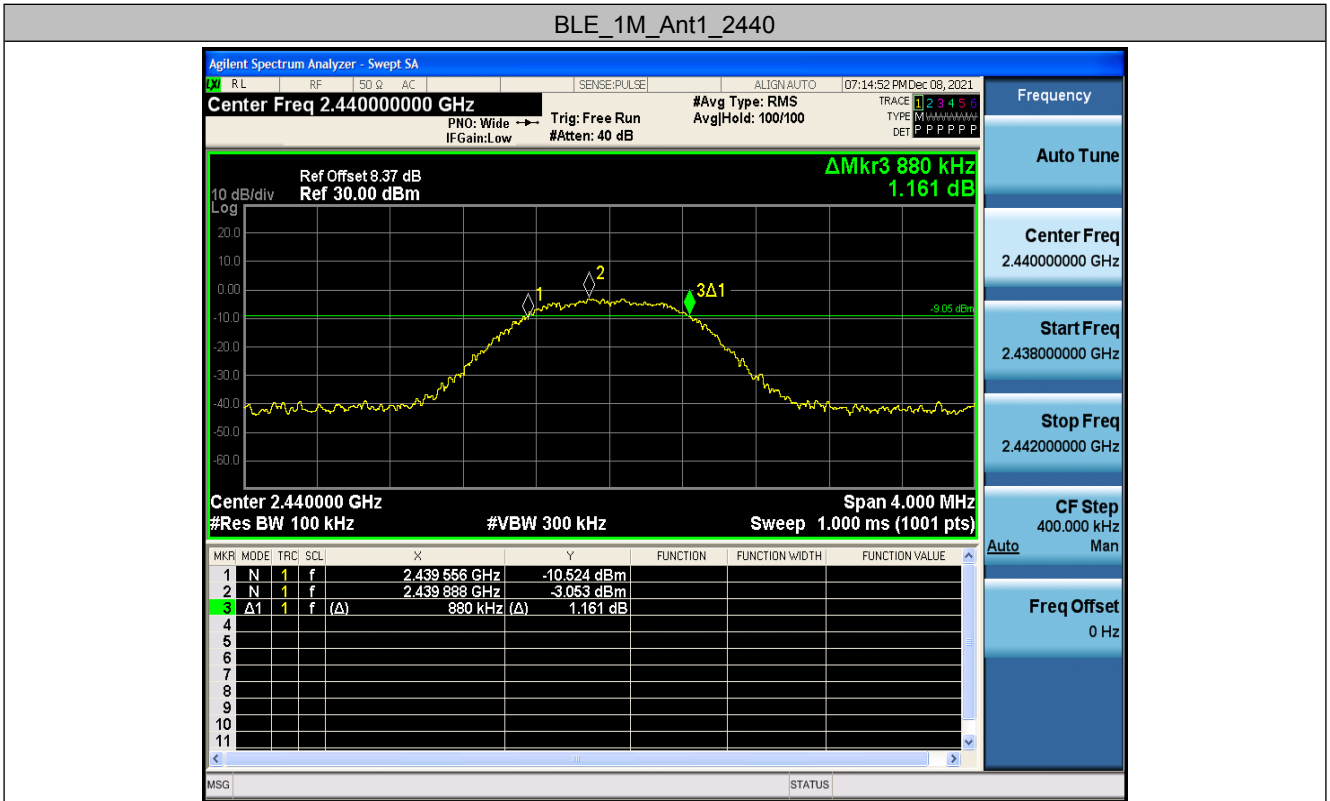 BLE_1M_Ant1_2440
Agilent Spectrum Analyzer - Swept SA
LXI RL RF 50 Ω AC SENSE:PULSE ALIGN AUTO 07:14:52 PM Dec 08, 2021
Center Freq 2.440000000 GHz
PNO: Wide
IFGain:Low
Trig: Free Run
#Atten: 40 dB
#Avg Type: RMS
Avg|Hold: 100/100
TRACE 1 2 3 4 5 6
TYPE M
DET P P P P P P
ΔMkr3 880 kHz
1.161 dB
Ref Offset 8.37 dB
10 dB/div Ref 30.00 dBm
Log
20.0
10.0
0.00
-10.0
-20.0
-30.0
-40.0
-50.0
-60.0
1
2
3Δ1
-9.05 dBm
Center 2.440000 GHz Span 4.000 MHz
#Res BW 100 kHz #VBW 300 kHz Sweep 1.000 ms (1001 pts)
MKR MODE TRC SCL X Y FUNCTION FUNCTION WIDTH FUNCTION VALUE
1 N 1 f 2.439 556 GHz -10.524 dBm
2 N 1 f 2.439 888 GHz -3.053 dBm
3 Δ1 1 f (Δ) 880 kHz (Δ) 1.161 dB
4
5
6
7
8
9
10
11
MSG STATUS
Frequency
Auto Tune
Center Freq
2.440000000 GHz
Start Freq
2.438000000 GHz
Stop Freq
2.442000000 GHz
CF Step
400.000 kHz
Auto Man
Freq Offset
0 Hz